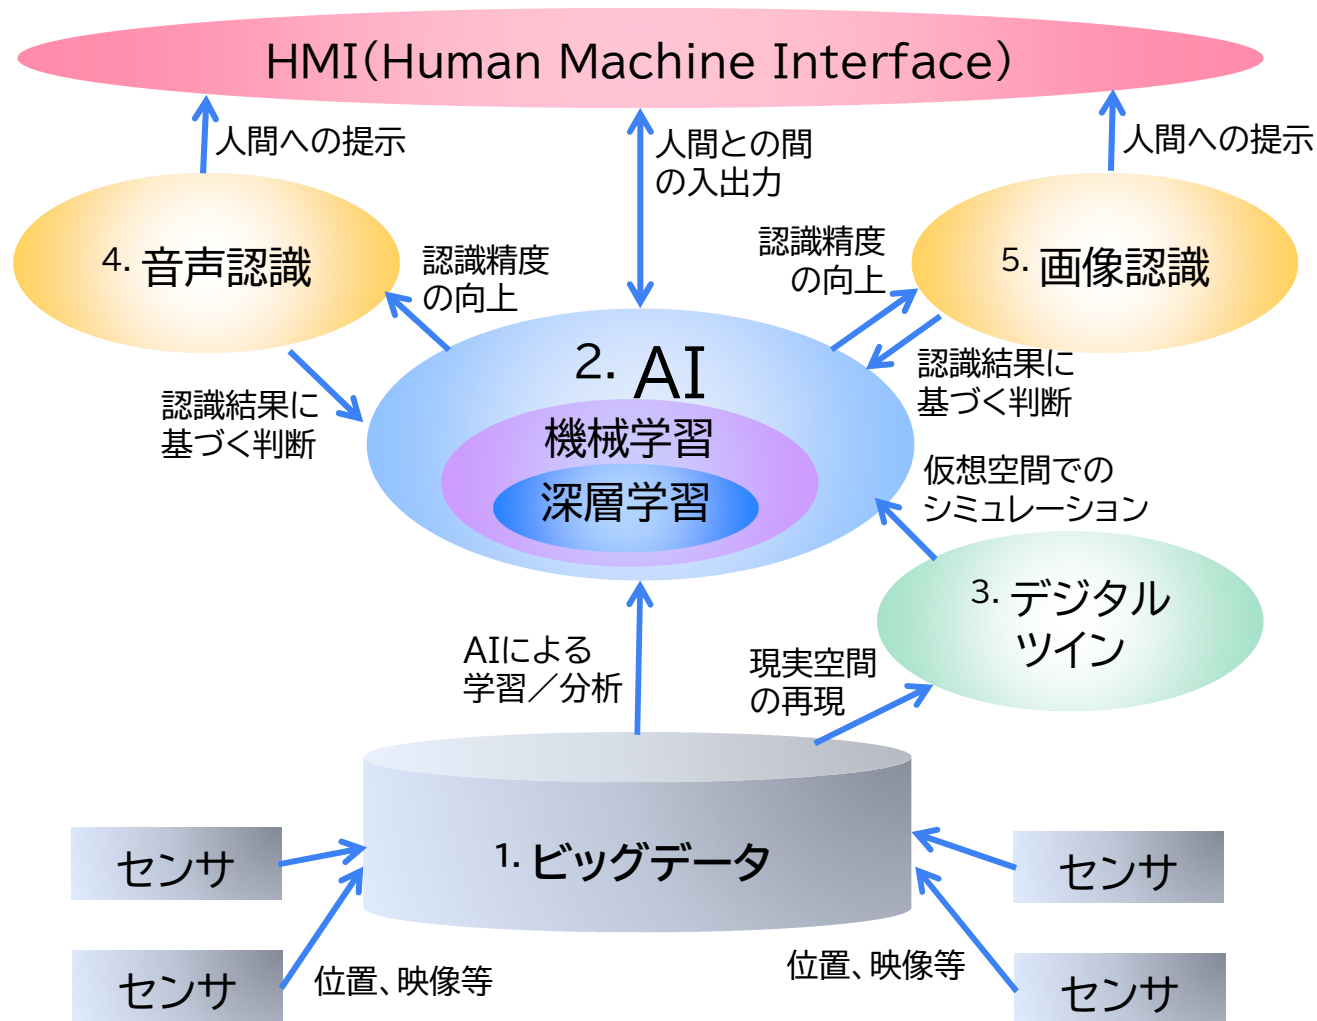 HMI(Human Machine Interface)
人間への提示
人間との間
の入出力
人間への提示
4. 音声認識
認識精度
の向上
認識精度
の向上
5. 画像認識
2. AI
機械学習
深層学習
認識結果に
基づく判断
認識結果に
基づく判断
仮想空間での
シミュレーション
3. デジタル
ツイン
AIによる
学習／分析
現実空間
の再現
1. ビッグデータ
センサ
センサ
センサ
センサ
位置、映像等
位置、映像等